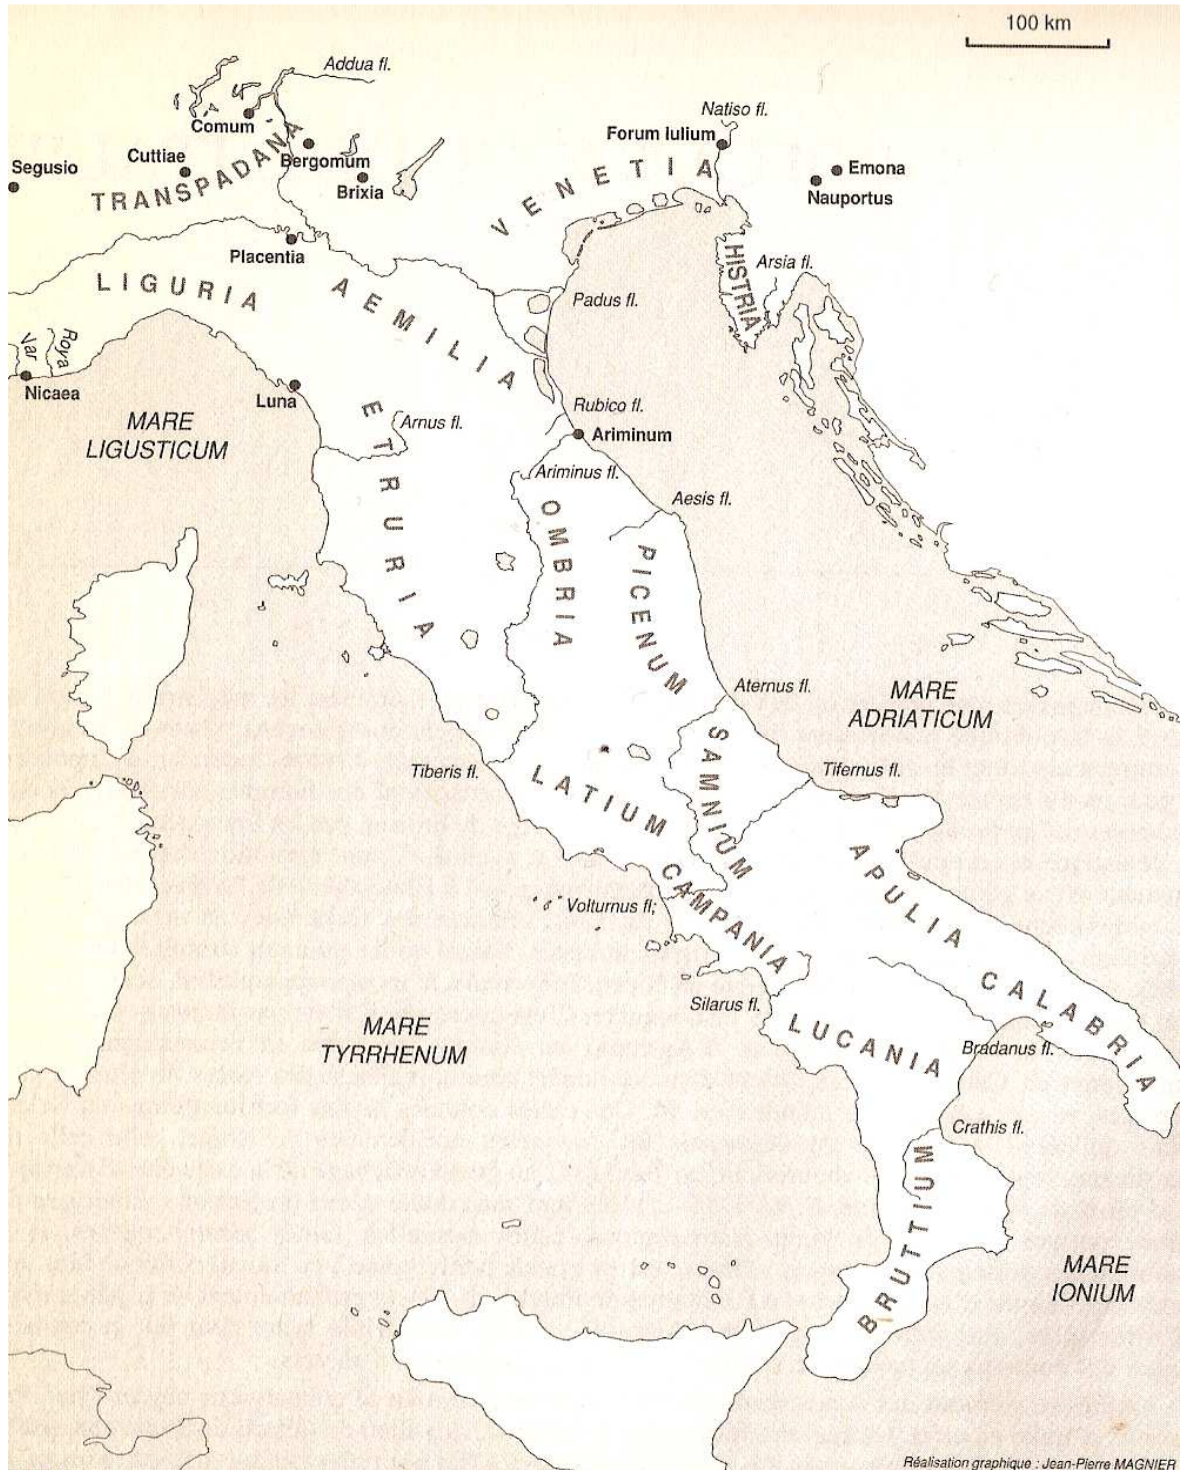 100 km
Addua fl.
Natiso fl.
Comum
Forum Iulium
Cuttiae
Bergomum
Segusio
Emona
TRANSPADANA
Brixia
VENETIA
Nauportus
Placentia
HISTRIA
Arsia fl.
LIGURIA
AEMILIA
Padus fl.
Var
Roya
Nicaea
Luna
Rubico fl.
MARE
LIGUSTICUM
ETRURIA
Arnus fl.
Ariminum
Ariminus fl.
Aesis fl.
OMBRIA
PICENUM
Aternus fl.
MARE
ADRIATICUM
SAMNIUM
Tiberis fl.
LATIUM
Tifernus fl.
CAMPANIA
APULIA
Volturnus fl;
CALABRIA
Silarus fl.
MARE
TYRRHENUM
LUCANIA
Bradanus fl.
Crathis fl.
BRUTTIUM
MARE
IONIUM
Réalisation graphique : Jean-Pierre MAGNIER